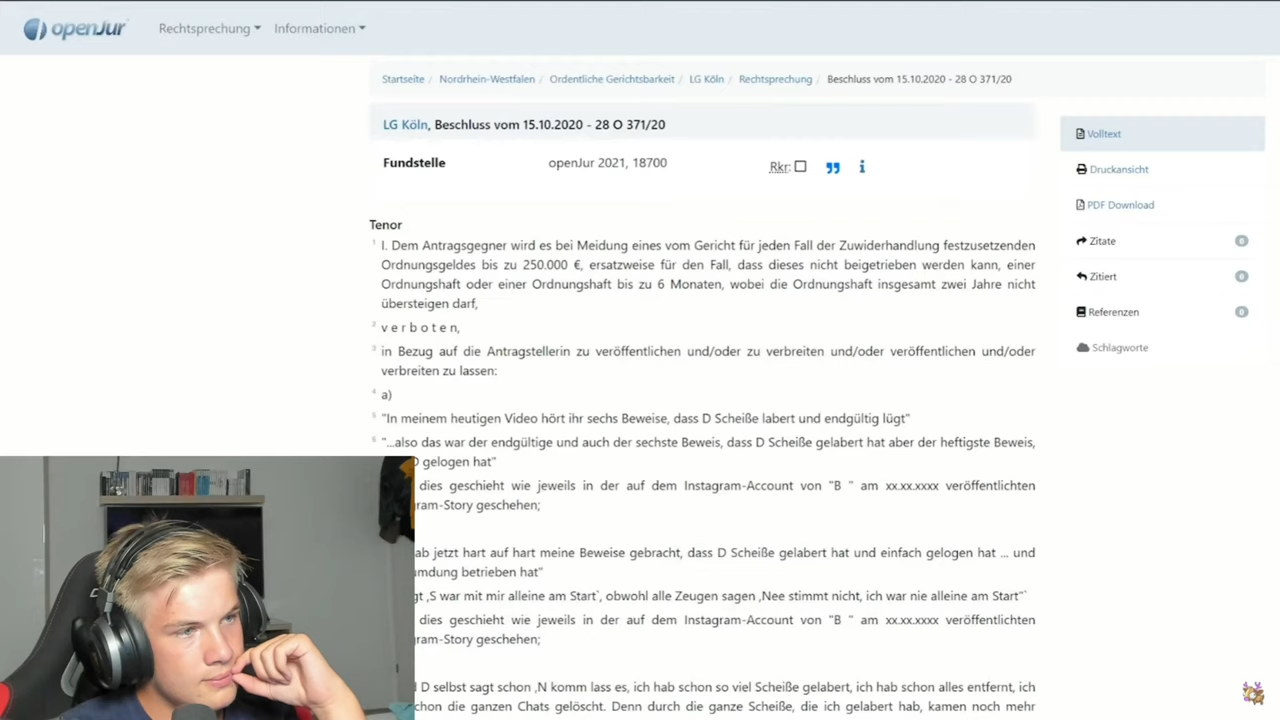 openJur Rechtsprechung Informationen
Startseite / Nordrhein-Westfalen / Ordentliche Gerichtsbarkeit / LG Köln / Rechtsprechung / Beschluss vom 15.10.2020 - 28 O 371/20
LG Köln, Beschluss vom 15.10.2020 - 28 O 371/20
Fundstelle openJur 2021, 18700 Rkr:
Tenor
1 I. Dem Antragsgegner wird es bei Meidung eines vom Gericht für jeden Fall der Zuwiderhandlung festzusetzenden
Ordnungsgeldes bis zu 250.000 €, ersatzweise für den Fall, dass dieses nicht beigetrieben werden kann, einer
Ordnungshaft oder einer Ordnungshaft bis zu 6 Monaten, wobei die Ordnungshaft insgesamt zwei Jahre nicht
übersteigen darf,
2 v e r b o t e n,
3 in Bezug auf die Antragstellerin zu veröffentlichen und/oder zu verbreiten und/oder veröffentlichen und/oder
verbreiten zu lassen:
4 a)
5 "In meinem heutigen Video hört ihr sechs Beweise, dass D Scheiße labert und endgültig lügt"
6 "...also das war der endgültige und auch der sechste Beweis, dass D Scheiße gelabert hat aber der heftigste Beweis,
D gelogen hat"
dies geschieht wie jeweils in der auf dem Instagram-Account von "B " am xx.xx.xxxx veröffentlichten
ram-Story geschehen;
ab jetzt hart auf hart meine Beweise gebracht, dass D Scheiße gelabert hat und einfach gelogen hat ... und
mdung betrieben hat"
gt ,S war mit mir alleine am Start`, obwohl alle Zeugen sagen ,Nee stimmt nicht, ich war nie alleine am Start"`
dies geschieht wie jeweils in der auf dem Instagram-Account von "B " am xx.xx.xxxx veröffentlichten
ram-Story geschehen;
D selbst sagt schon ,N komm lass es, ich hab schon so viel Scheiße gelabert, ich hab schon alles entfernt, ich
on die ganzen Chats gelöscht. Denn durch die ganze Scheiße, die ich gelabert hab, kamen noch mehr
Volltext
Druckansicht
PDF Download
Zitate 0
Zitiert 0
Referenzen 0
Schlagworte